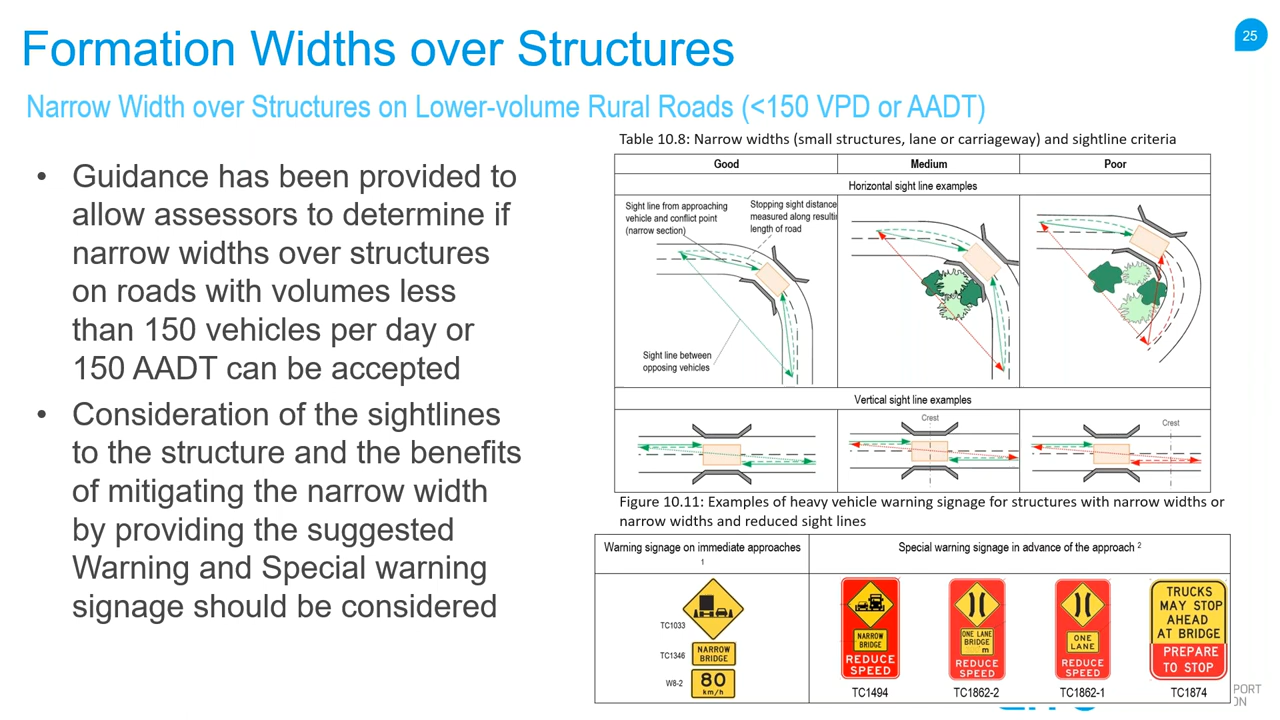 Formation Widths over Structures
25
Narrow Width over Structures on Lower-volume Rural Roads (<150 VPD or AADT)
• Guidance has been provided to
allow assessors to determine if
narrow widths over structures
on roads with volumes less
than 150 vehicles per day or
150 AADT can be accepted
• Consideration of the sightlines
to the structure and the benefits
of mitigating the narrow width
by providing the suggested
Warning and Special warning
signage should be considered
Table 10.8: Narrow widths (small structures, lane or carriageway) and sightline criteria
Good Medium Poor
Horizontal sight line examples
Sight line from approaching
vehicle and conflict point
(narrow section)
Stopping sight distance
measured along resulti
length of road
Sight line between
opposing vehicles
Vertical sight line examples
Crest
Crest
Figure 10.11: Examples of heavy vehicle warning signage for structures with narrow widths or
narrow widths and reduced sight lines
Warning signage on immediate approaches
1
Special warning signage in advance of the approach 2
TC1033
TC1346
NARROW
BRIDGE
W8-2
80
km/h
NARROW
BRIDGE
REDUCE
SPEED
TC1494
ONE LANE
BRIDGE
m
REDUCE
SPEED
TC1862-2
ONE
LANE
REDUCE
SPEED
TC1862-1
TRUCKS
MAY STOP
AHEAD
AT BRIDGE
PREPARE
TO STOP
TC1874
PORT
ON